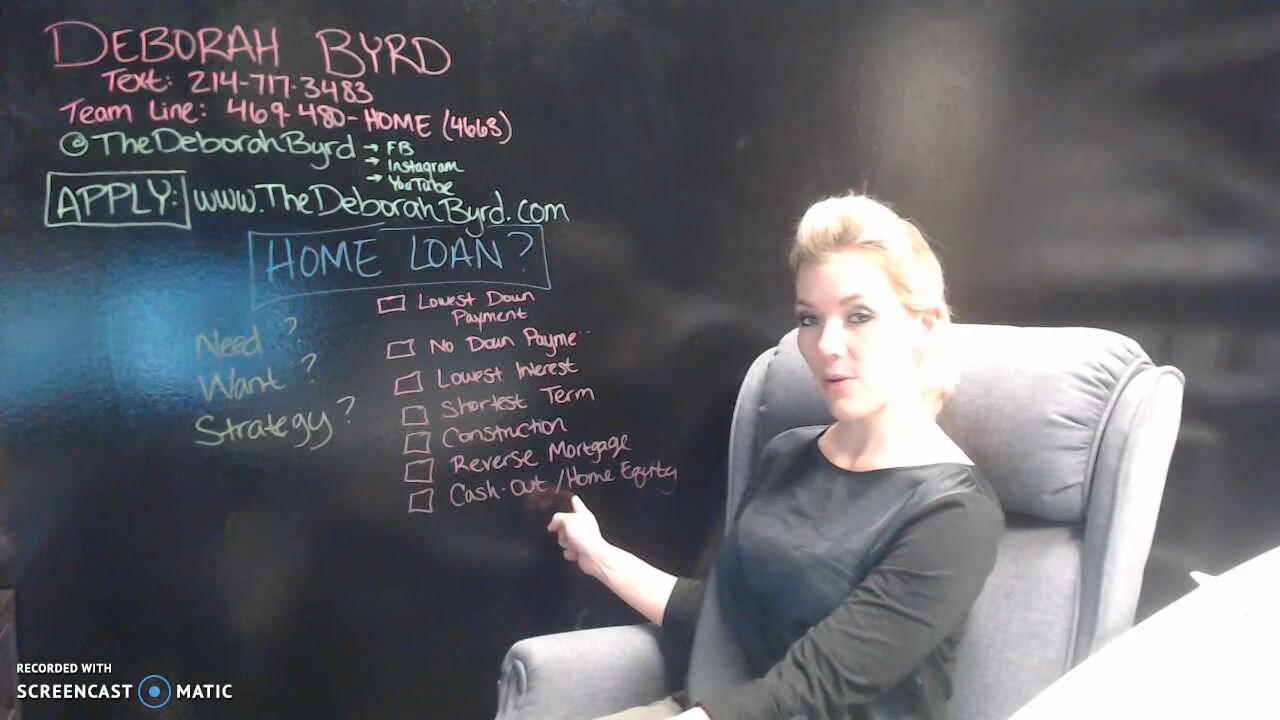 DEBORAH BYRD
Text: 214-717-3483
Team Line: 469-480-HOME (4663)
@TheDeborahByrd → FB
→ Instagram
→ YouTube
APPLY: www.TheDeborahByrd.com
HOME LOAN?
Need?
Want?
Strategy?
Lowest Down
Payment
No Down Payme
Lowest Interest
Shortest Term
Construction
Reverse Mortgage
Cash-Out/Home Equity
RECORDED WITH
SCREENCAST MATIC